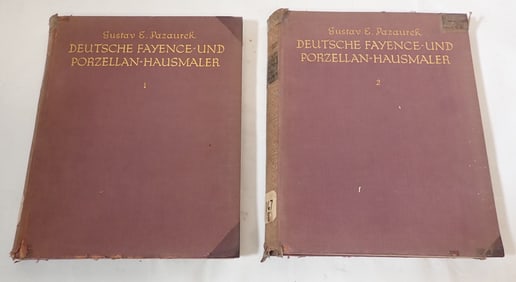 Gustav E. Pazaurek
DEUTSCHE FAYENCE-UND
PORZELLAN-HAUSMALER
1
Gustav E. Pazaurek
DEUTSCHE FAYENCE-UND
PORZELLAN-HAUSMALER
2